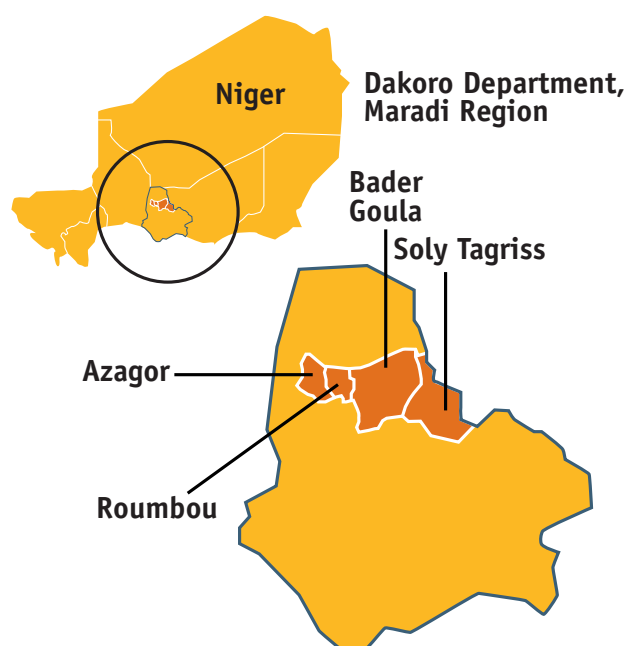 Niger
Dakoro Department,
Maradi Region
Bader
Goula
Soly Tagriss
Azagor
Roumbou